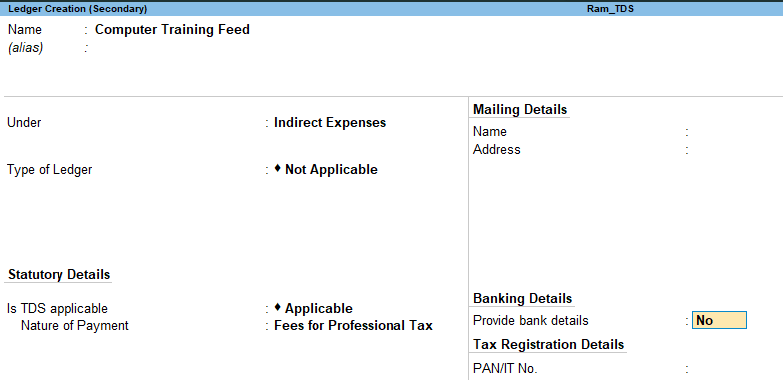 Ledger Creation (Secondary) Ram_TDS
Name : Computer Training Feed
(alias) :
Under : Indirect Expenses
Type of Ledger : ♦ Not Applicable
Statutory Details
Is TDS applicable : ♦ Applicable
Nature of Payment : Fees for Professional Tax
Mailing Details
Name :
Address :
Banking Details
Provide bank details : No
Tax Registration Details
PAN/IT No. :